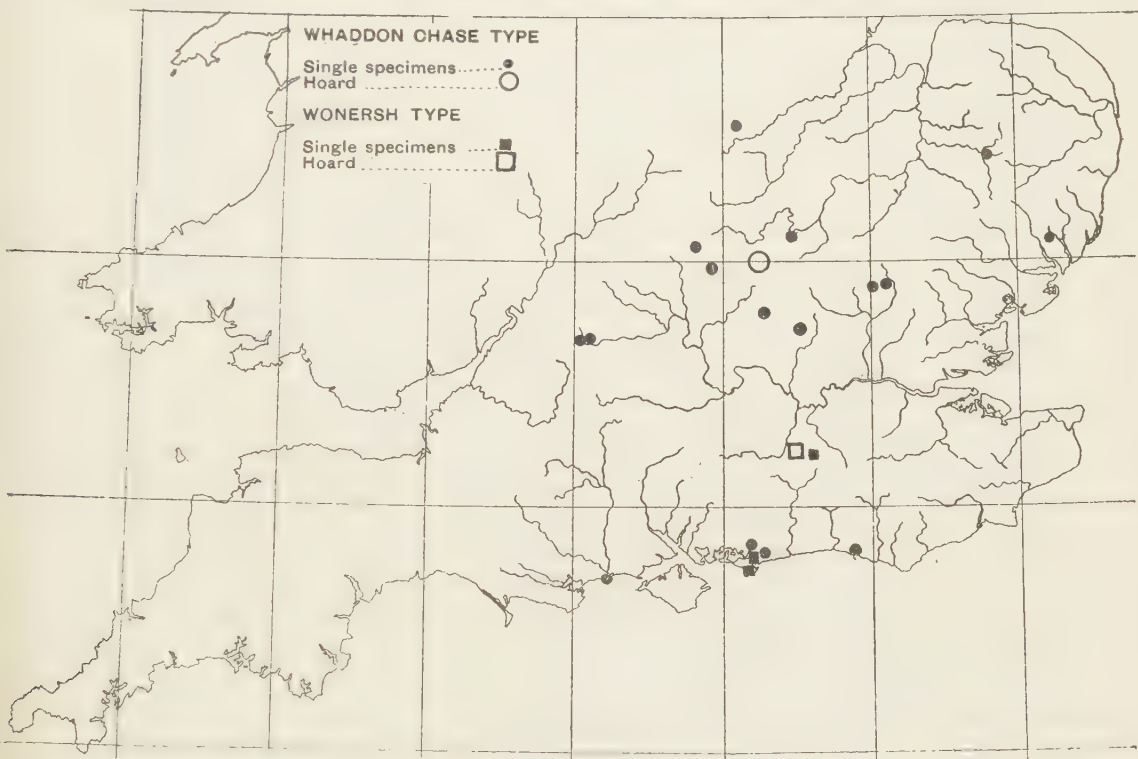 WHADDON CHASE TYPE
Single specimens.......
Hoard ....................
WONERSH TYPE
Single specimens .....
Hoard .....................